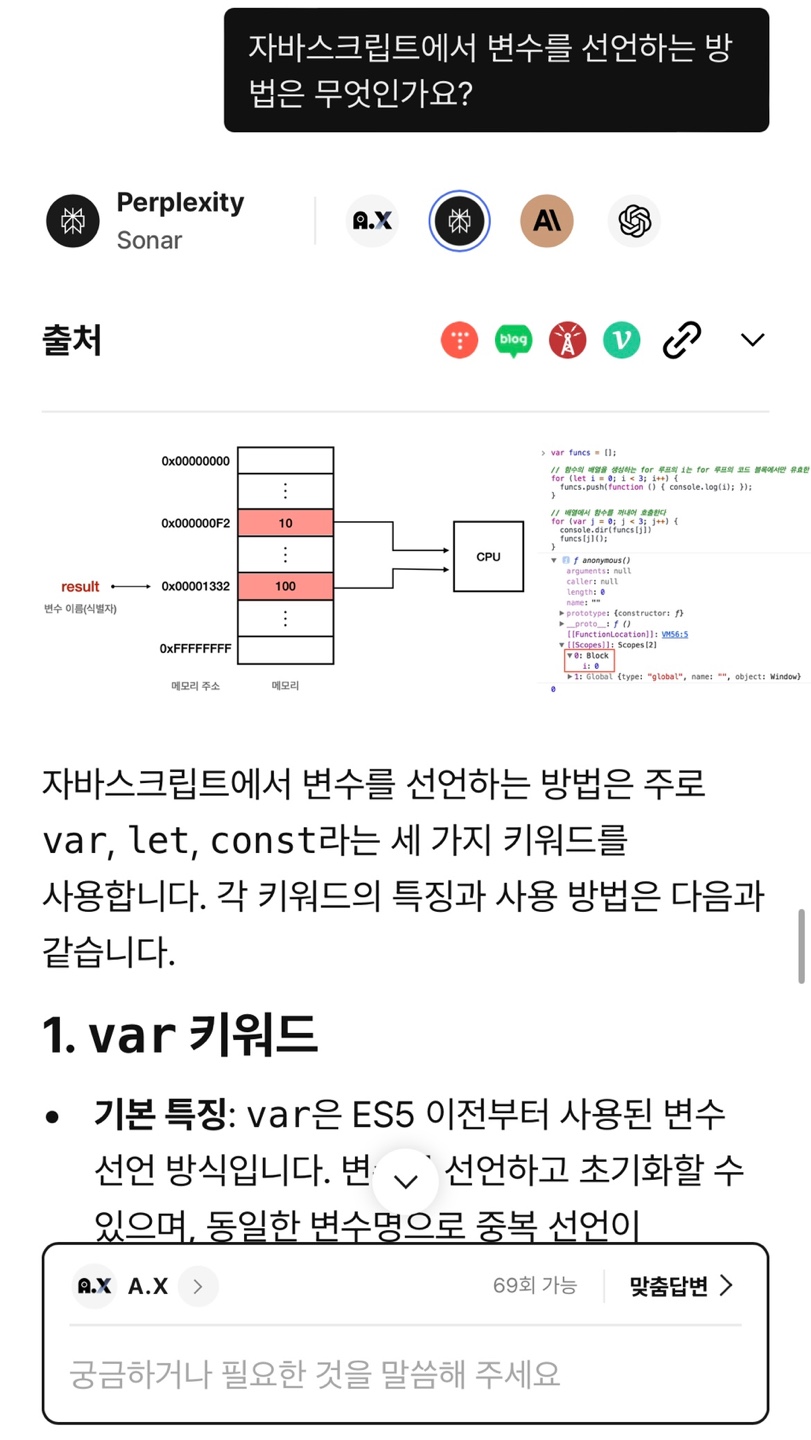 자바스크립트에서 변수를 선언하는 방
법은 무엇인가요?
Perplexity
Sonar
A.X
출처
blog
0x00000000
0x000000F2
10
result
0x00001332
100
CPU
변수 이름(식별자)
0xFFFFFFFF
메모리 주소
메모리
> var funcs = [];
// 함수의 배열을 생성하는 for 루프의 i는 for 루프의 코드 블록에서만 유효한
for (let i = 0; i < 3; i++) {
funcs.push(function () { console.log(i); });
}
// 배열에서 함수를 꺼내어 호출한다
for (var j = 0; j < 3; j++) {
console.dir(funcs[j])
funcs[j]();
}
▼ ƒ anonymous()
arguments: null
caller: null
length: 0
name: ""
▶ prototype: {constructor: ƒ}
▶ __proto__: ƒ ()
[[FunctionLocation]]: VM56:5
▼ [[Scopes]]: Scopes[2]
▼ 0: Block
i: 0
▶ 1: Global {type: "global", name: "", object: Window}
0
자바스크립트에서 변수를 선언하는 방법은 주로
var, let, const라는 세 가지 키워드를
사용합니다. 각 키워드의 특징과 사용 방법은 다음과
같습니다.
1. var 키워드
• 기본 특징: var은 ES5 이전부터 사용된 변수
선언 방식입니다. 선언하고 초기화할 수
있으며, 동일한 변수명으로 중복 선언이
A.X A.X
69회 가능
맞춤답변
궁금하거나 필요한 것을 말씀해 주세요